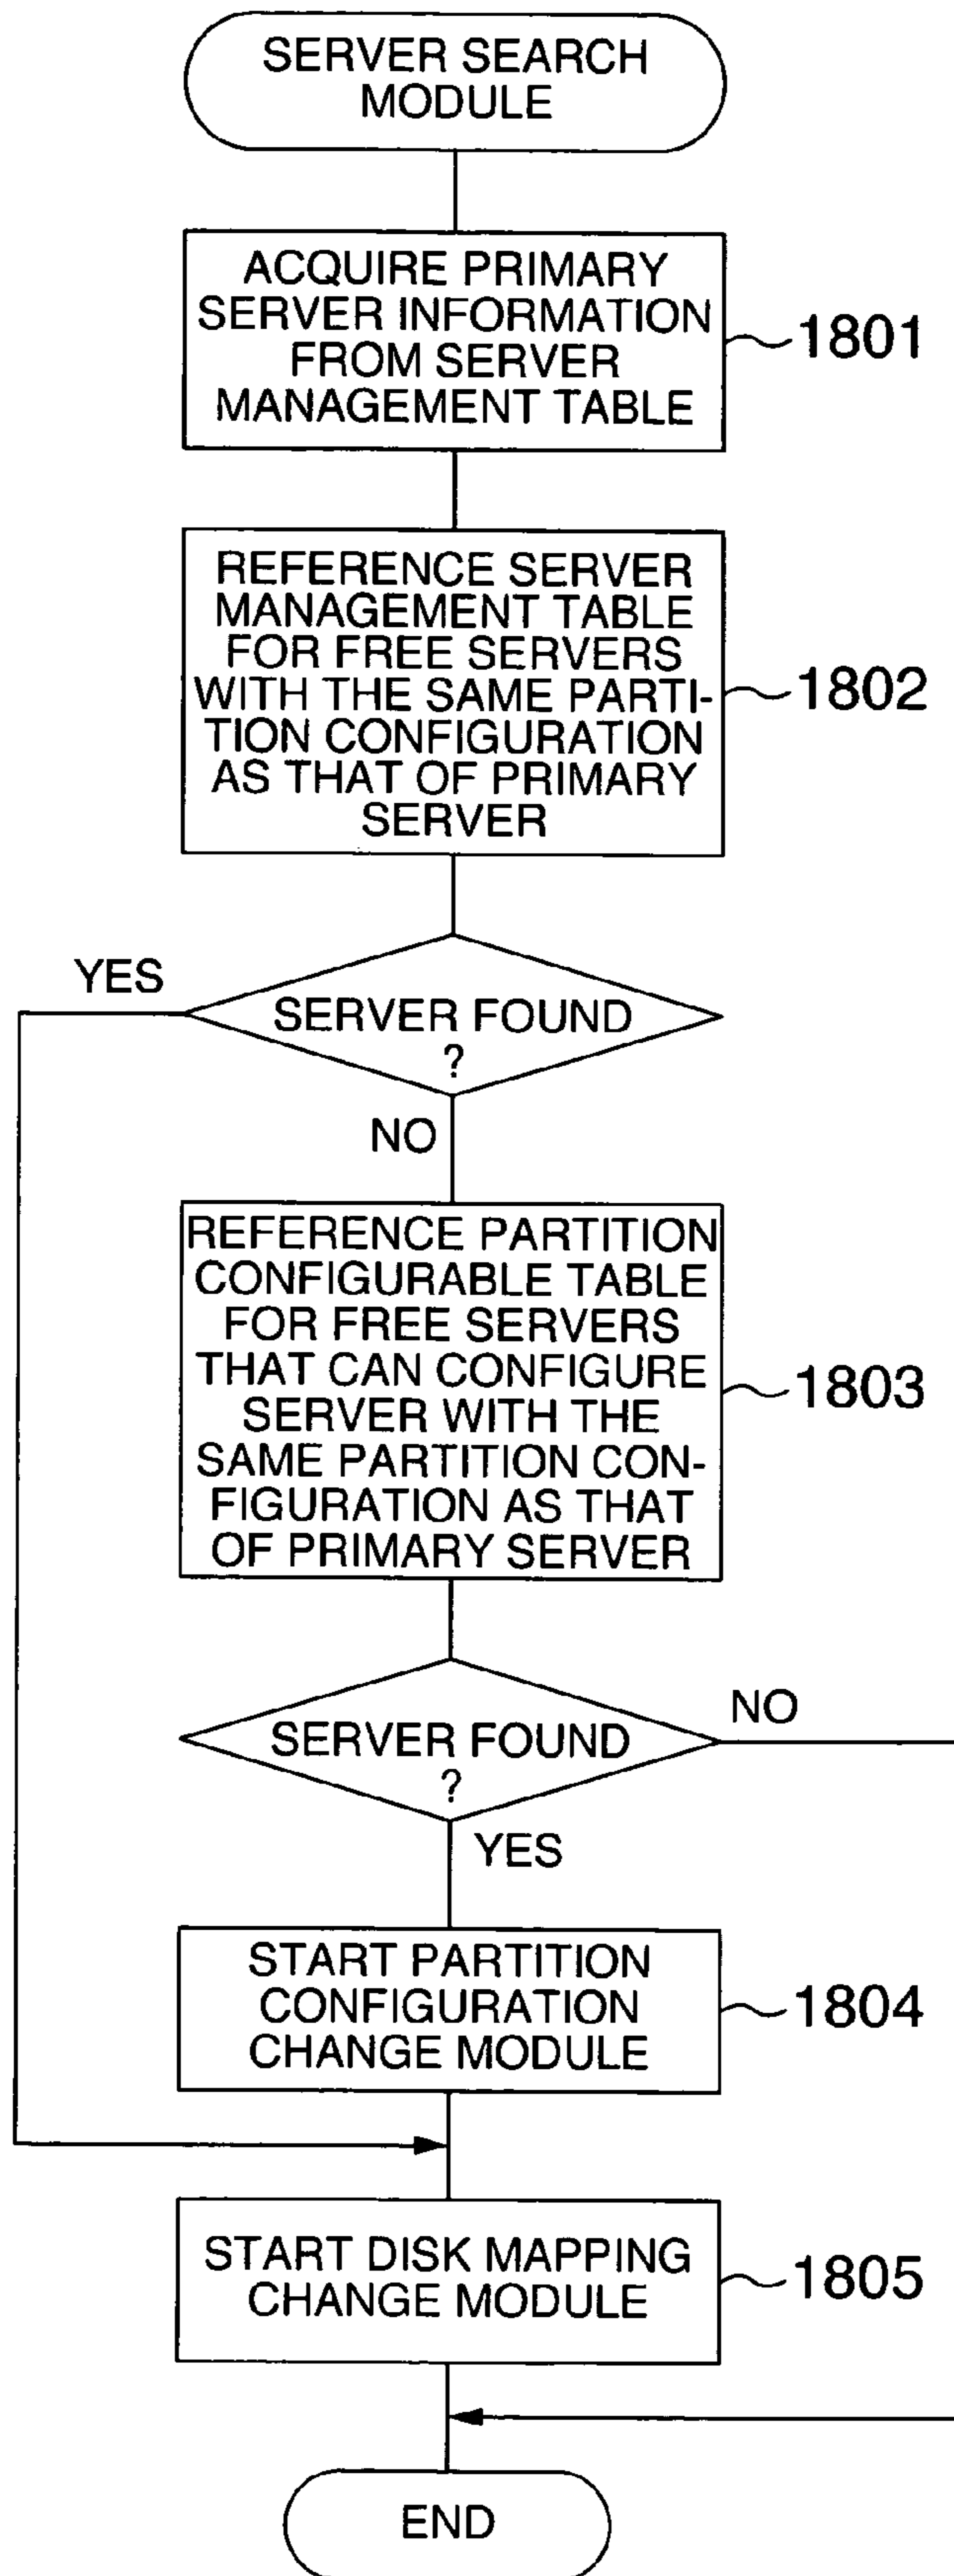 SERVER SEARCH
MODULE
ACQUIRE PRIMARY
SERVER INFORMATION
FROM SERVER
MANAGEMENT TABLE
1801
REFERENCE SERVER
MANAGEMENT TABLE
FOR FREE SERVERS
WITH THE SAME PARTI-
TION CONFIGURATION
AS THAT OF PRIMARY
SERVER
1802
YES
SERVER FOUND
?
NO
REFERENCE PARTITION
CONFIGURABLE TABLE
FOR FREE SERVERS
THAT CAN CONFIGURE
SERVER WITH THE
SAME PARTITION CON-
FIGURATION AS THAT
OF PRIMARY SERVER
1803
SERVER FOUND
?
NO
YES
START PARTITION
CONFIGURATION
CHANGE MODULE
1804
START DISK MAPPING
CHANGE MODULE
1805
END